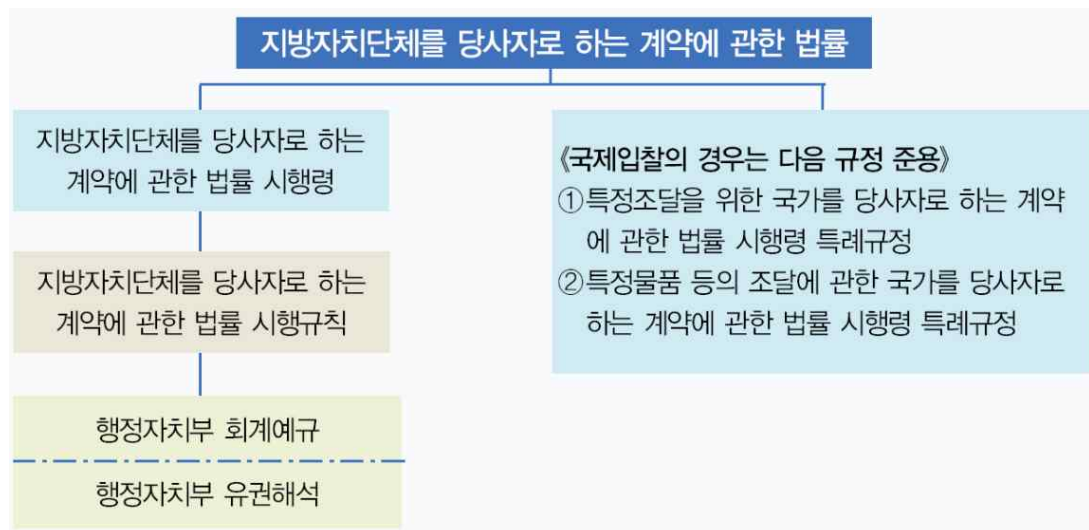 지방자치단체를 당사자로 하는 계약에 관한 법률
지방자치단체를 당사자로 하는
계약에 관한 법률 시행령
지방자치단체를 당사자로 하는
계약에 관한 법률 시행규칙
행정자치부 회계예규
행정자치부 유권해석
《국제입찰의 경우는 다음 규정 준용》
①특정조달을 위한 국가를 당사자로 하는 계약
에 관한 법률 시행령 특례규정
②특정물품 등의 조달에 관한 국가를 당사자로
하는 계약에 관한 법률 시행령 특례규정